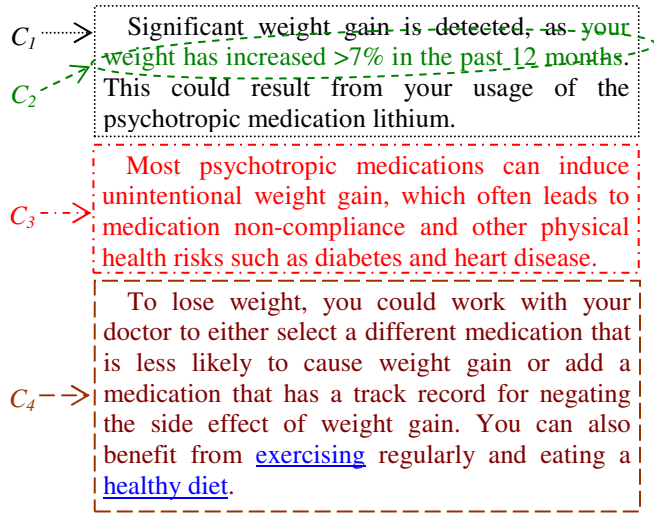 C1
Significant weight gain is detected, as your
weight has increased >7% in the past 12 months.
C2
This could result from your usage of the
psychotropic medication lithium.
Most psychotropic medications can induce
unintentional weight gain, which often leads to
C3
medication non-compliance and other physical
health risks such as diabetes and heart disease.
To lose weight, you could work with your
doctor to either select a different medication that
is less likely to cause weight gain or add a
C4
medication that has a track record for negating
the side effect of weight gain. You can also
benefit from exercising regularly and eating a
healthy diet.